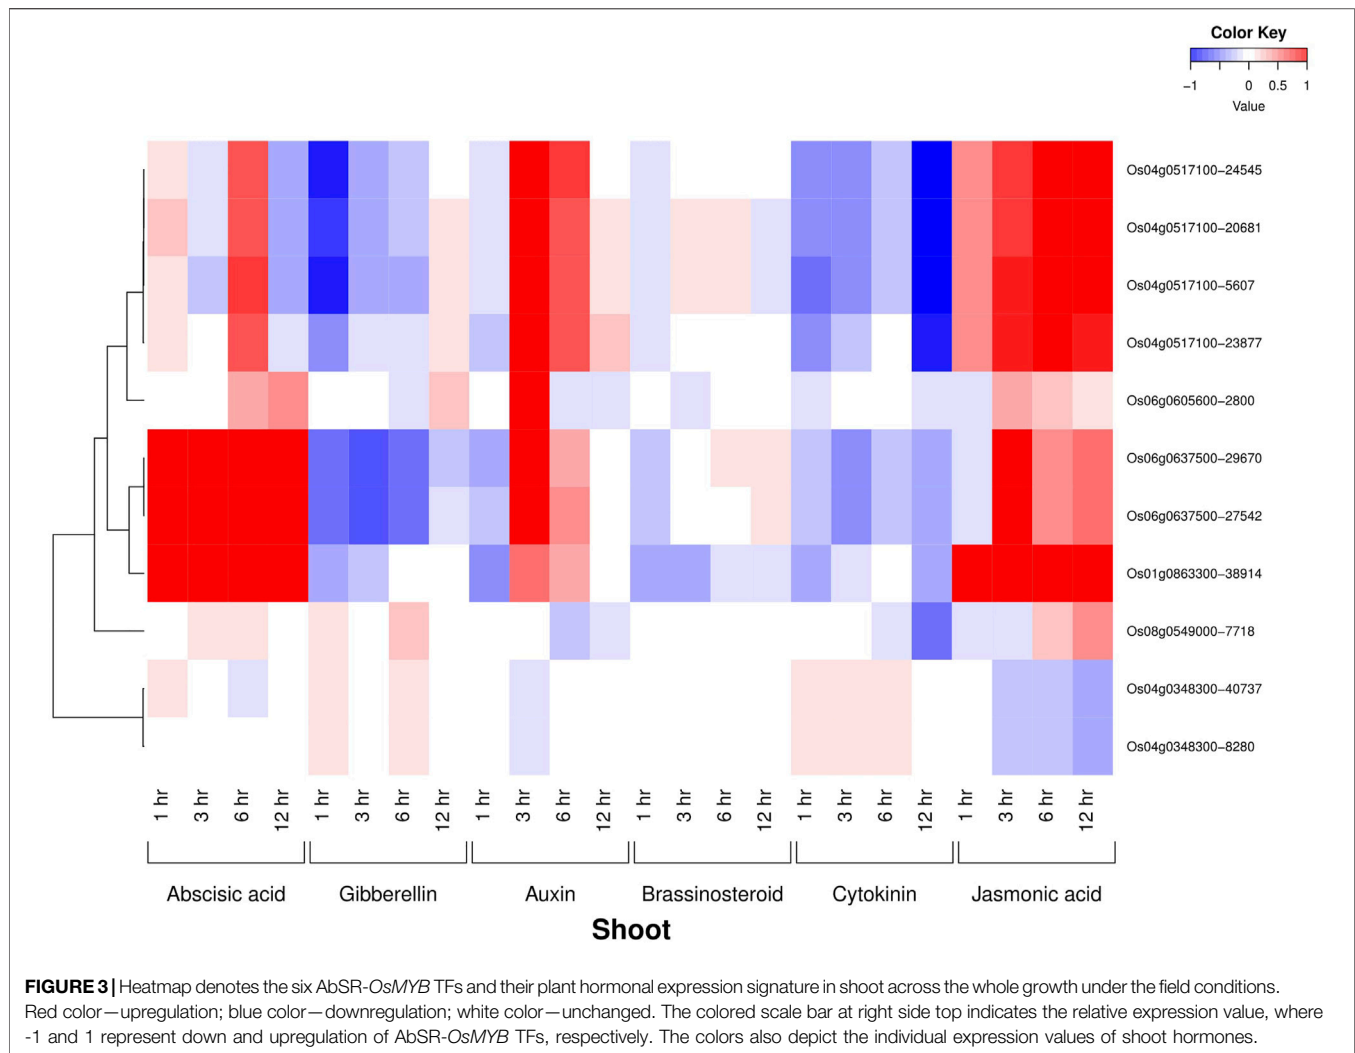 Color Key
−1 0 0.5 1
Value
Os04g0517100−24545
Os04g0517100−20681
Os04g0517100−5607
Os04g0517100−23877
Os06g0605600−2800
Os06g0637500−29670
Os06g0637500−27542
Os01g0863300−38914
Os08g0549000−7718
Os04g0348300−40737
Os04g0348300−8280
1 hr 3 hr 6 hr 12 hr 1 hr 3 hr 6 hr 12 hr 1 hr 3 hr 6 hr 12 hr 1 hr 3 hr 6 hr 12 hr 1 hr 3 hr 6 hr 12 hr 1 hr 3 hr 6 hr 12 hr
Abscisic acid Gibberellin Auxin Brassinosteroid Cytokinin Jasmonic acid
Shoot
FIGURE 3 | Heatmap denotes the six AbSR-OsMYB TFs and their plant hormonal expression signature in shoot across the whole growth under the field conditions.
Red color—upregulation; blue color—downregulation; white color—unchanged. The colored scale bar at right side top indicates the relative expression value, where
-1 and 1 represent down and upregulation of AbSR-OsMYB TFs, respectively. The colors also depict the individual expression values of shoot hormones.